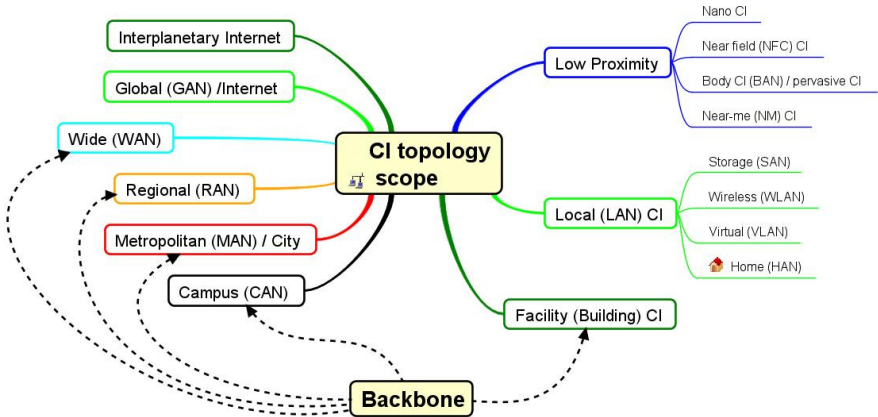 Interplanetary Internet
Global (GAN) /Internet
Wide (WAN)
Regional (RAN)
Metropolitan (MAN) / City
Campus (CAN)
CI topology
scope
Low Proximity
Nano CI
Near field (NFC) CI
Body CI (BAN) / pervasive CI
Near-me (NM) CI
Local (LAN) CI
Storage (SAN)
Wireless (WLAN)
Virtual (VLAN)
Home (HAN)
Facility (Building) CI
Backbone